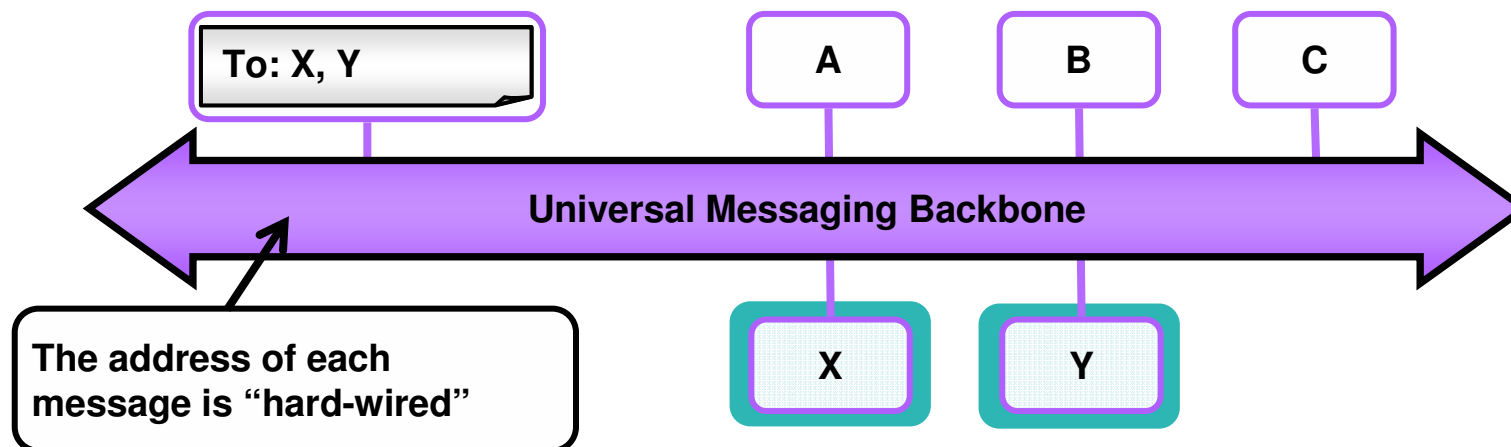 To: X, Y
A
B
C
Universal Messaging Backbone
X
Y
The address of each
message is “hard-wired”